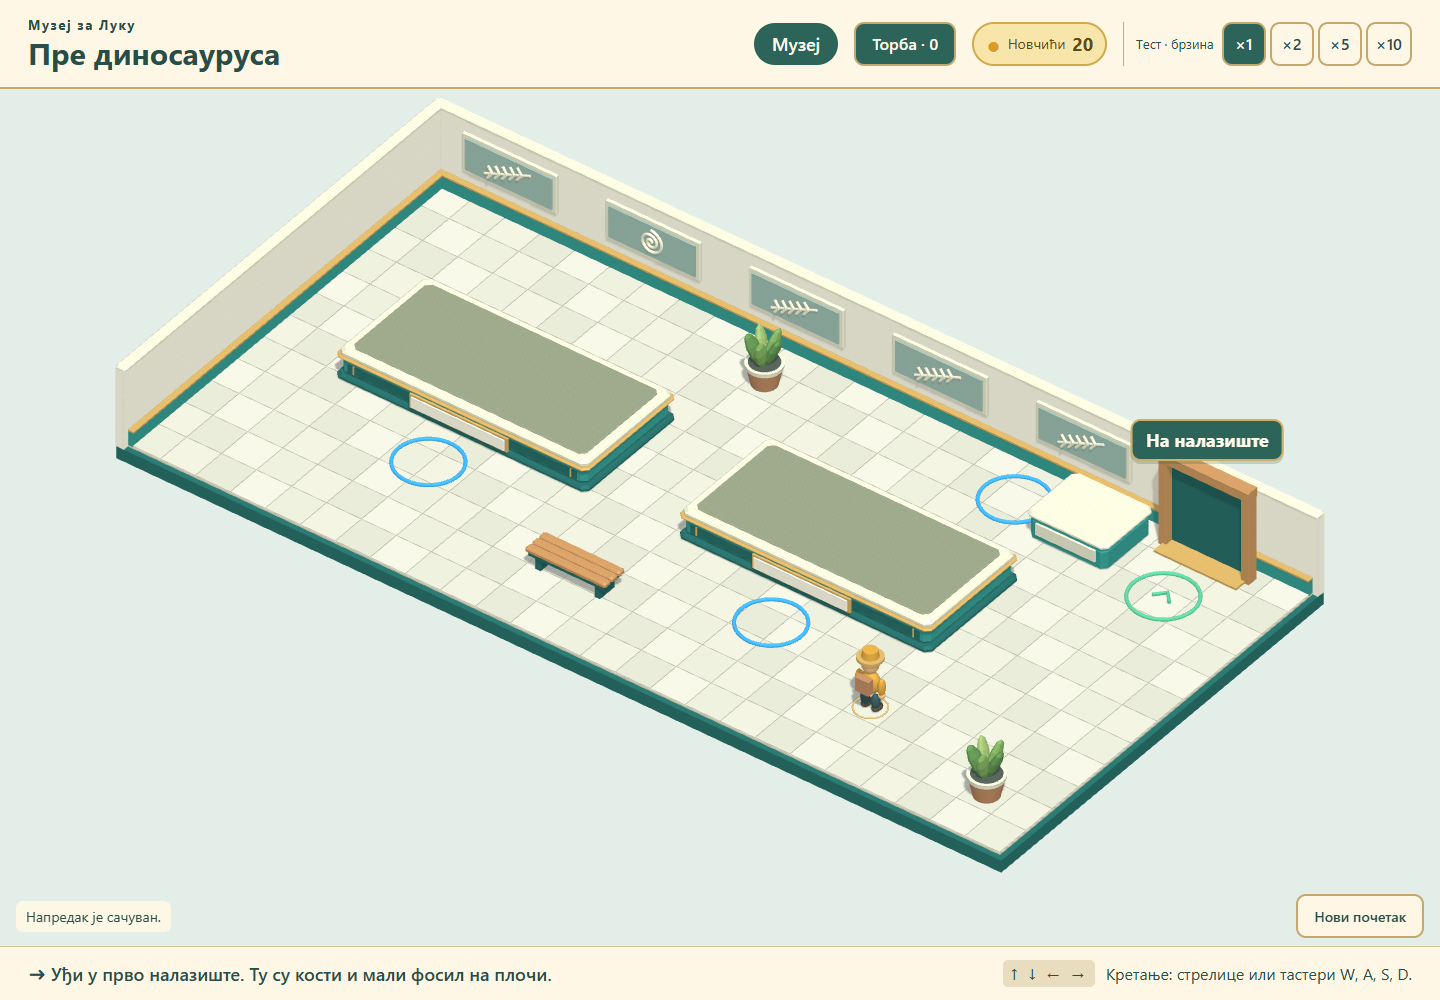 Музеј за Луку
Пре диносауруса
Музеј
Торба · 0
Новчићи 20
Тест · брзина
×1
×2
×5
×10
На налазиште
Напредак је сачуван.
Нови почетак
→ Уђи у прво налазиште. Ту су кости и мали фосил на плочи.
↑ ↓ ← → Кретање: стрелице или тастери W, A, S, D.